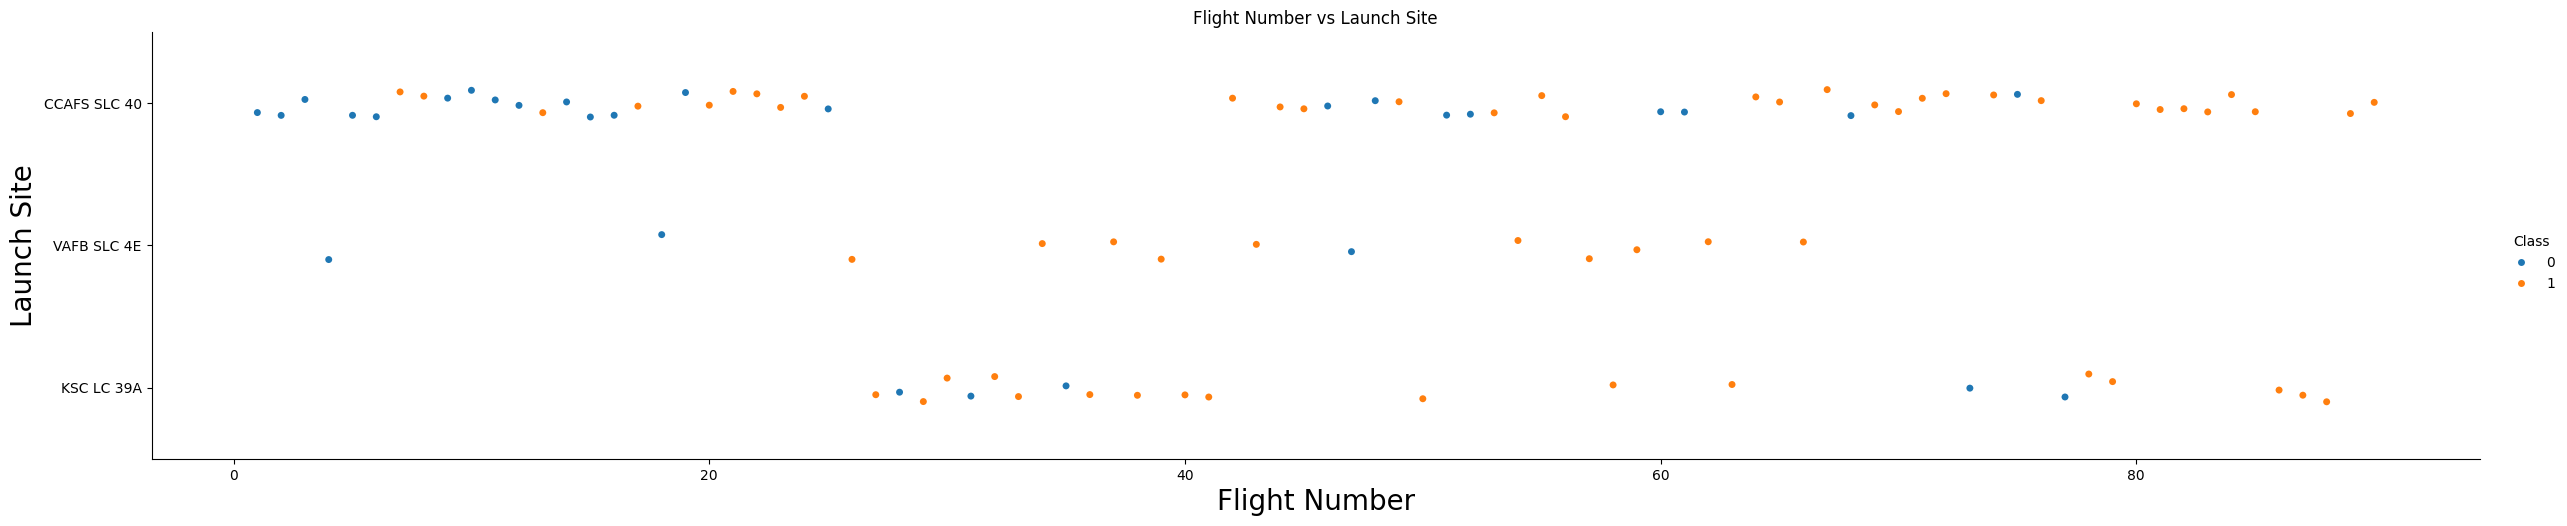 Flight Number vs Launch Site
Launch Site
CCAFS SLC 40
VAFB SLC 4E
KSC LC 39A
0
20
40
60
80
Flight Number
Class
0
1